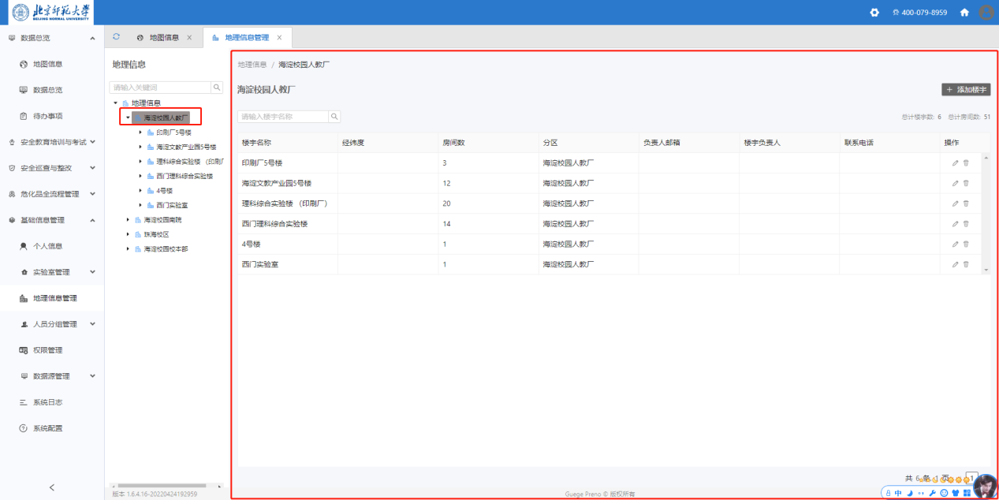 北京师范大学
BEIJING NORMAL UNIVERSITY
400-079-8959
数据总览
地图信息
数据总览
待办事项
安全教育培训与考试
安全巡查与整改
危化品全流程管理
基础信息管理
个人信息
实验室管理
地理信息管理
人员分组管理
权限管理
数据源管理
系统日志
系统配置
地图信息 ×
地理信息管理 ×
地理信息
请输入关键词
地理信息
海淀校园人教厂
印刷厂5号楼
海淀文教产业园5号楼
理科综合实验楼 （印刷厂
西门理科综合实验楼
4号楼
西门实验室
海淀校园南院
珠海校区
海淀校园校本部
版本 1.6.4.16-20220424192959
地理信息 / 海淀校园人教厂
海淀校园人教厂
+ 添加楼宇
请输入楼宇名称
总计楼宇数: 6 总计房间数: 51
楼宇名称 经纬度 房间数 分区 负责人邮箱 楼宇负责人 联系电话 操作
印刷厂5号楼 3 海淀校园人教厂
海淀文教产业园5号楼 12 海淀校园人教厂
理科综合实验楼 （印刷厂） 20 海淀校园人教厂
西门理科综合实验楼 14 海淀校园人教厂
4号楼 1 海淀校园人教厂
西门实验室 1 海淀校园人教厂
共 6 条 1 页 1
Guege Preno © 版权所有
中